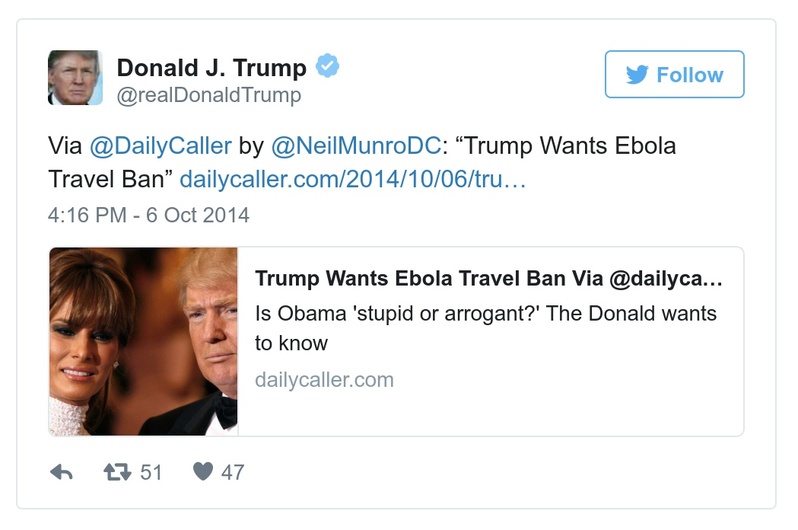 Donald J. Trump
@realDonaldTrump
Follow
Via @DailyCaller by @NeilMunroDC: “Trump Wants Ebola
Travel Ban” dailycaller.com/2014/10/06/tru…
4:16 PM - 6 Oct 2014
Trump Wants Ebola Travel Ban Via @dailyca…
Is Obama 'stupid or arrogant?' The Donald wants
to know
dailycaller.com
51
47